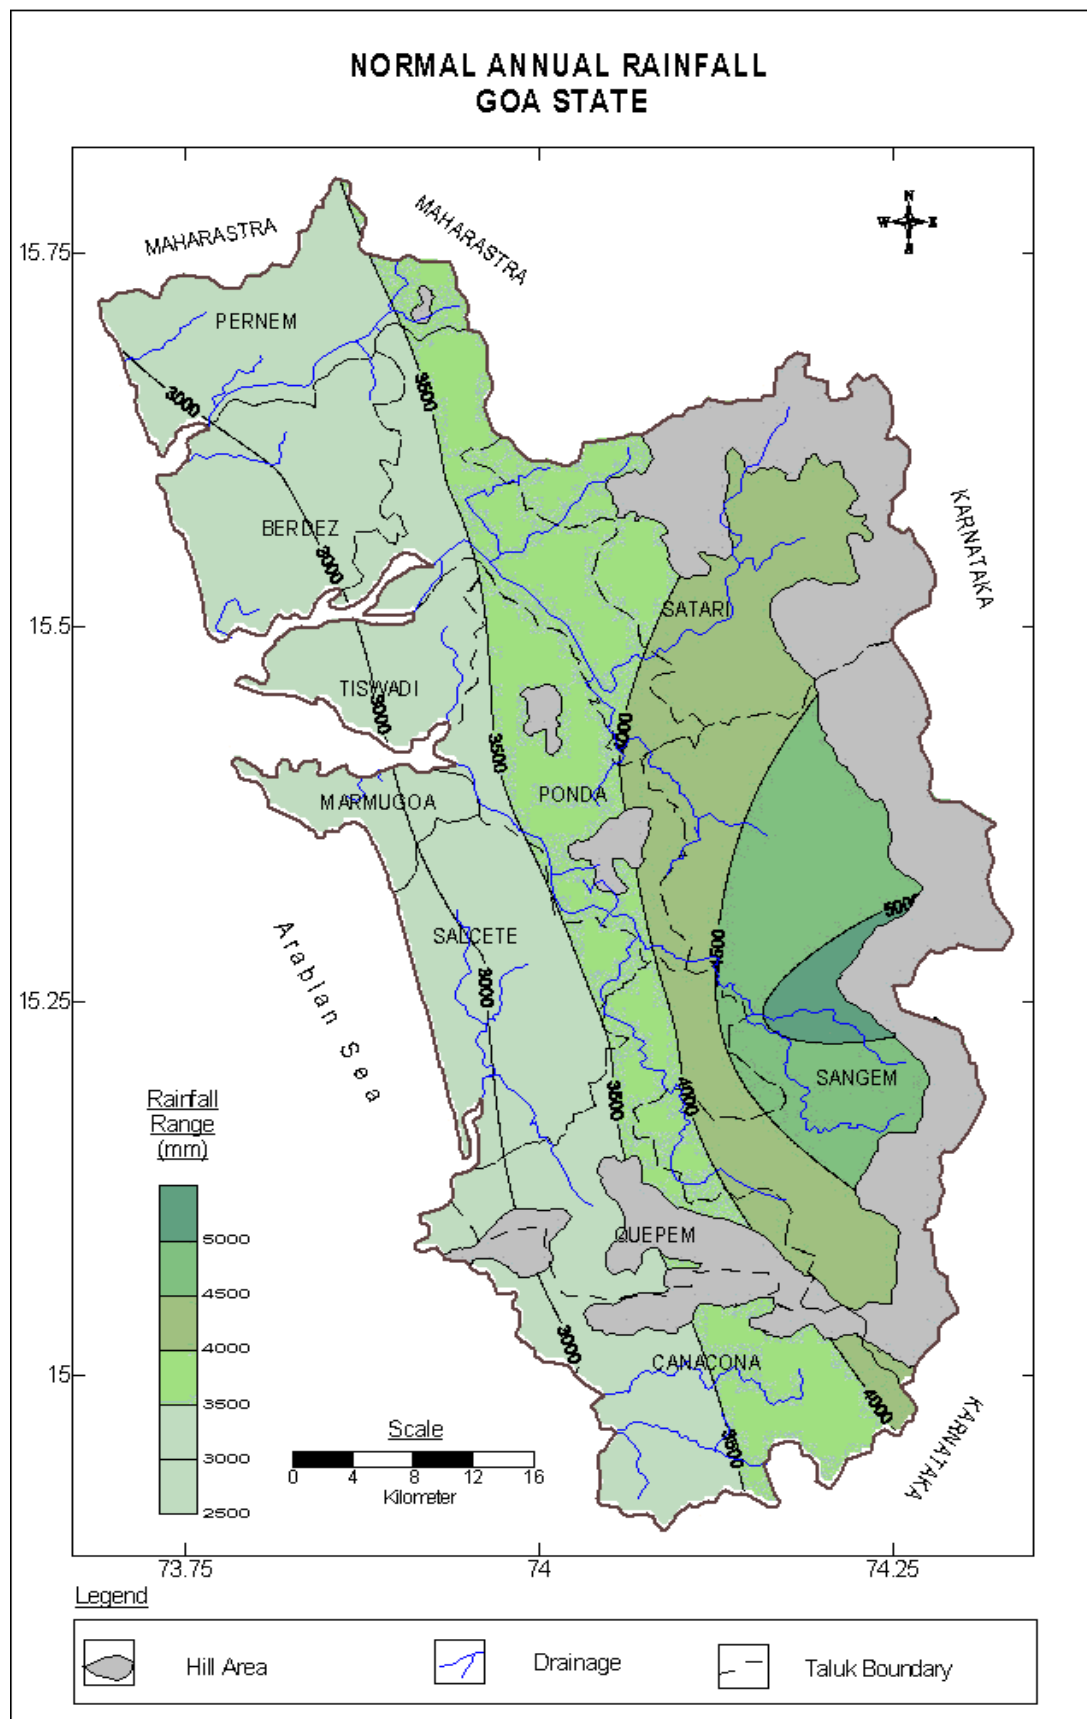 NORMAL ANNUAL RAINFALL
GOA STATE
N
W E
S
MAHARASTRA
MAHARASTRA
15.75
PERNEM
3000
3500
KARNATAKA
BERDEZ
3000
15.5
SATARI
TISWADI
3000
3500
PONDA
MARMUGOA
5000
SALCETE
Arabian Sea
3000
4500
15.25
SANGEM
3500
4000
Rainfall
Range
(mm)
5000
4500
4000
3500
3000
2500
QUEPEM
3000
15
CANACONA
4000
3500
KARNATAKA
Scale
0 4 8 12 16
Kilometer
73.75 74 74.25
Legend
Hill Area
Drainage
Taluk Boundary